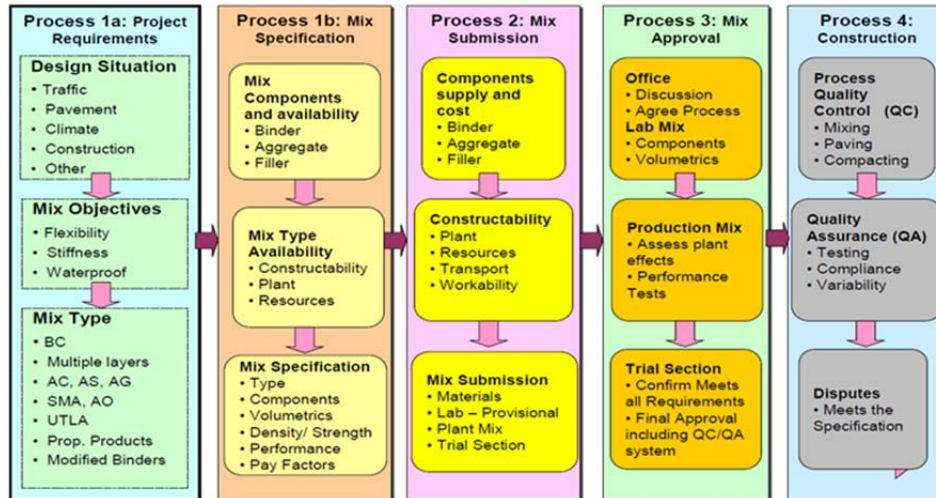 Process 1a: Project
Requirements
Design Situation
• Traffic
• Pavement
• Climate
• Construction
• Other
Mix Objectives
• Flexibility
• Stiffness
• Waterproof
Mix Type
• BC
• Multiple layers
• AC, AS, AG
• SMA, AO
• UTLA
• Prop. Products
• Modified Binders
Process 1b: Mix
Specification
Mix
Components
and availability
• Binder
• Aggregate
• Filler
Mix Type
Availability
• Constructability
• Plant
• Resources
Mix Specification
• Type
• Components
• Volumetrics
• Density/ Strength
• Performance
• Pay Factors
Process 2: Mix
Submission
Components
supply and
cost
• Binder
• Aggregate
• Filler
Constructability
• Plant
• Resources
• Transport
• Workability
Mix Submission
• Materials
• Lab – Provisional
• Plant Mix
• Trial Section
Process 3: Mix
Approval
Office
• Discussion
• Agree Process
Lab Mix
• Components
• Volumetrics
Production Mix
• Assess plant
effects
• Performance
Tests
Trial Section
• Confirm Meets
all Requirements
• Final Approval
including QC/QA
system
Process 4:
Construction
Process
Quality
Control (QC)
• Mixing
• Paving
• Compacting
Quality
Assurance (QA)
• Testing
• Compliance
• Variability
Disputes
• Meets the
Specification